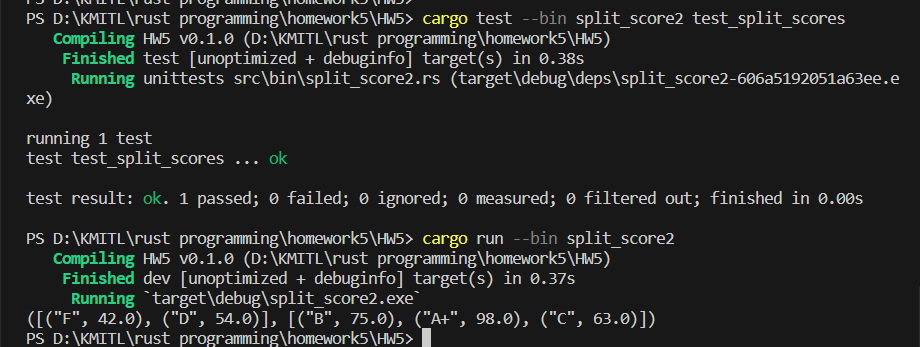 PS D:\KMITL\rust programming\homework5\HW5> cargo test --bin split_score2 test_split_scores
Compiling HW5 v0.1.0 (D:\KMITL\rust programming\homework5\HW5)
Finished test [unoptimized + debuginfo] target(s) in 0.38s
Running unittests src\bin\split_score2.rs (target\debug\deps\split_score2-606a5192051a63ee.e
xe)
running 1 test
test test_split_scores ... ok
test result: ok. 1 passed; 0 failed; 0 ignored; 0 measured; 0 filtered out; finished in 0.00s
PS D:\KMITL\rust programming\homework5\HW5> cargo run --bin split_score2
Compiling HW5 v0.1.0 (D:\KMITL\rust programming\homework5\HW5)
Finished dev [unoptimized + debuginfo] target(s) in 0.37s
Running `target\debug\split_score2.exe`
([("F", 42.0), ("D", 54.0)], [("B", 75.0), ("A+", 98.0), ("C", 63.0)])
PS D:\KMITL\rust programming\homework5\HW5>